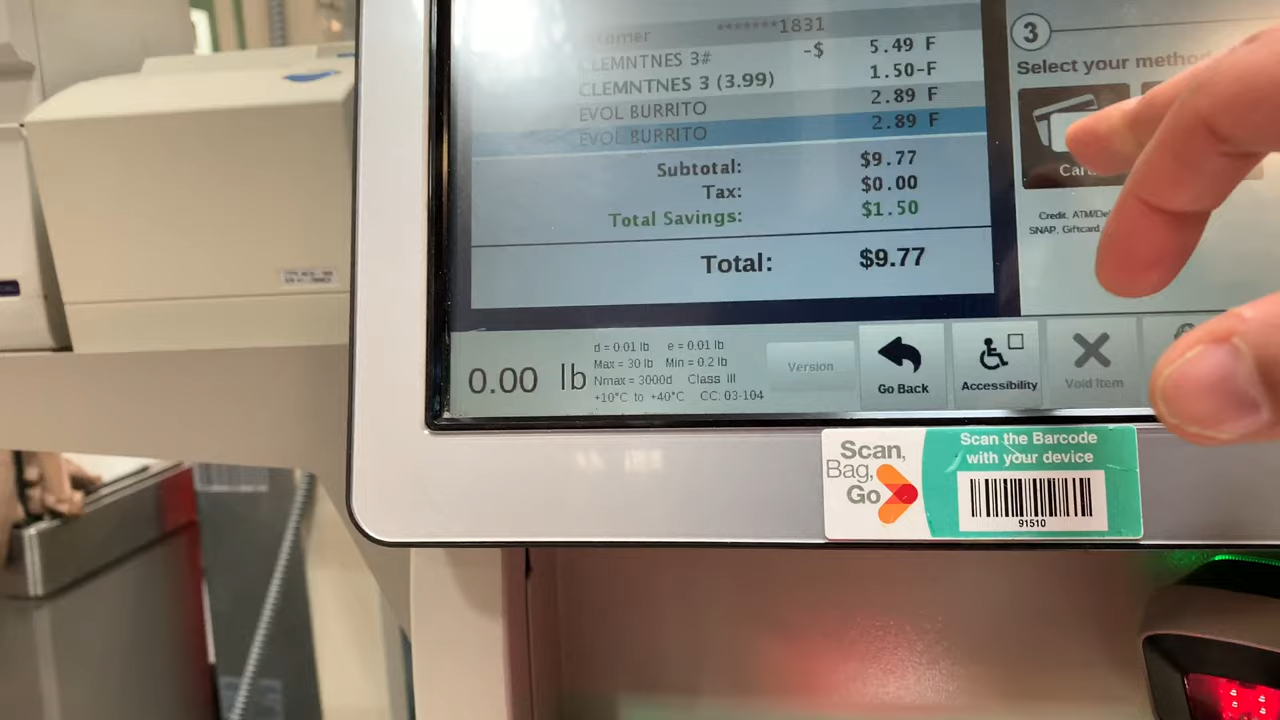 tomer *******1831
CLEMNTNES 3# -$ 5.49 F
CLEMNTNES 3 (3.99) 1.50-F
EVOL BURRITO 2.89 F
EVOL BURRITO 2.89 F
Subtotal: $9.77
Tax: $0.00
Total Savings: $1.50
Total: $9.77
3
Select your method
Car
Credit, ATM/De
SNAP, Giftcard,
0.00 lb
d = 0.01 lb e = 0.01 lb
Max = 30 lb Min = 0.2 lb
Nmax = 3000d Class III
+10°C to +40°C CC: 03-104
Version
Go Back
Accessibility
Void Item
Scan,
Bag,
Go
Scan the Barcode
with your device
91510